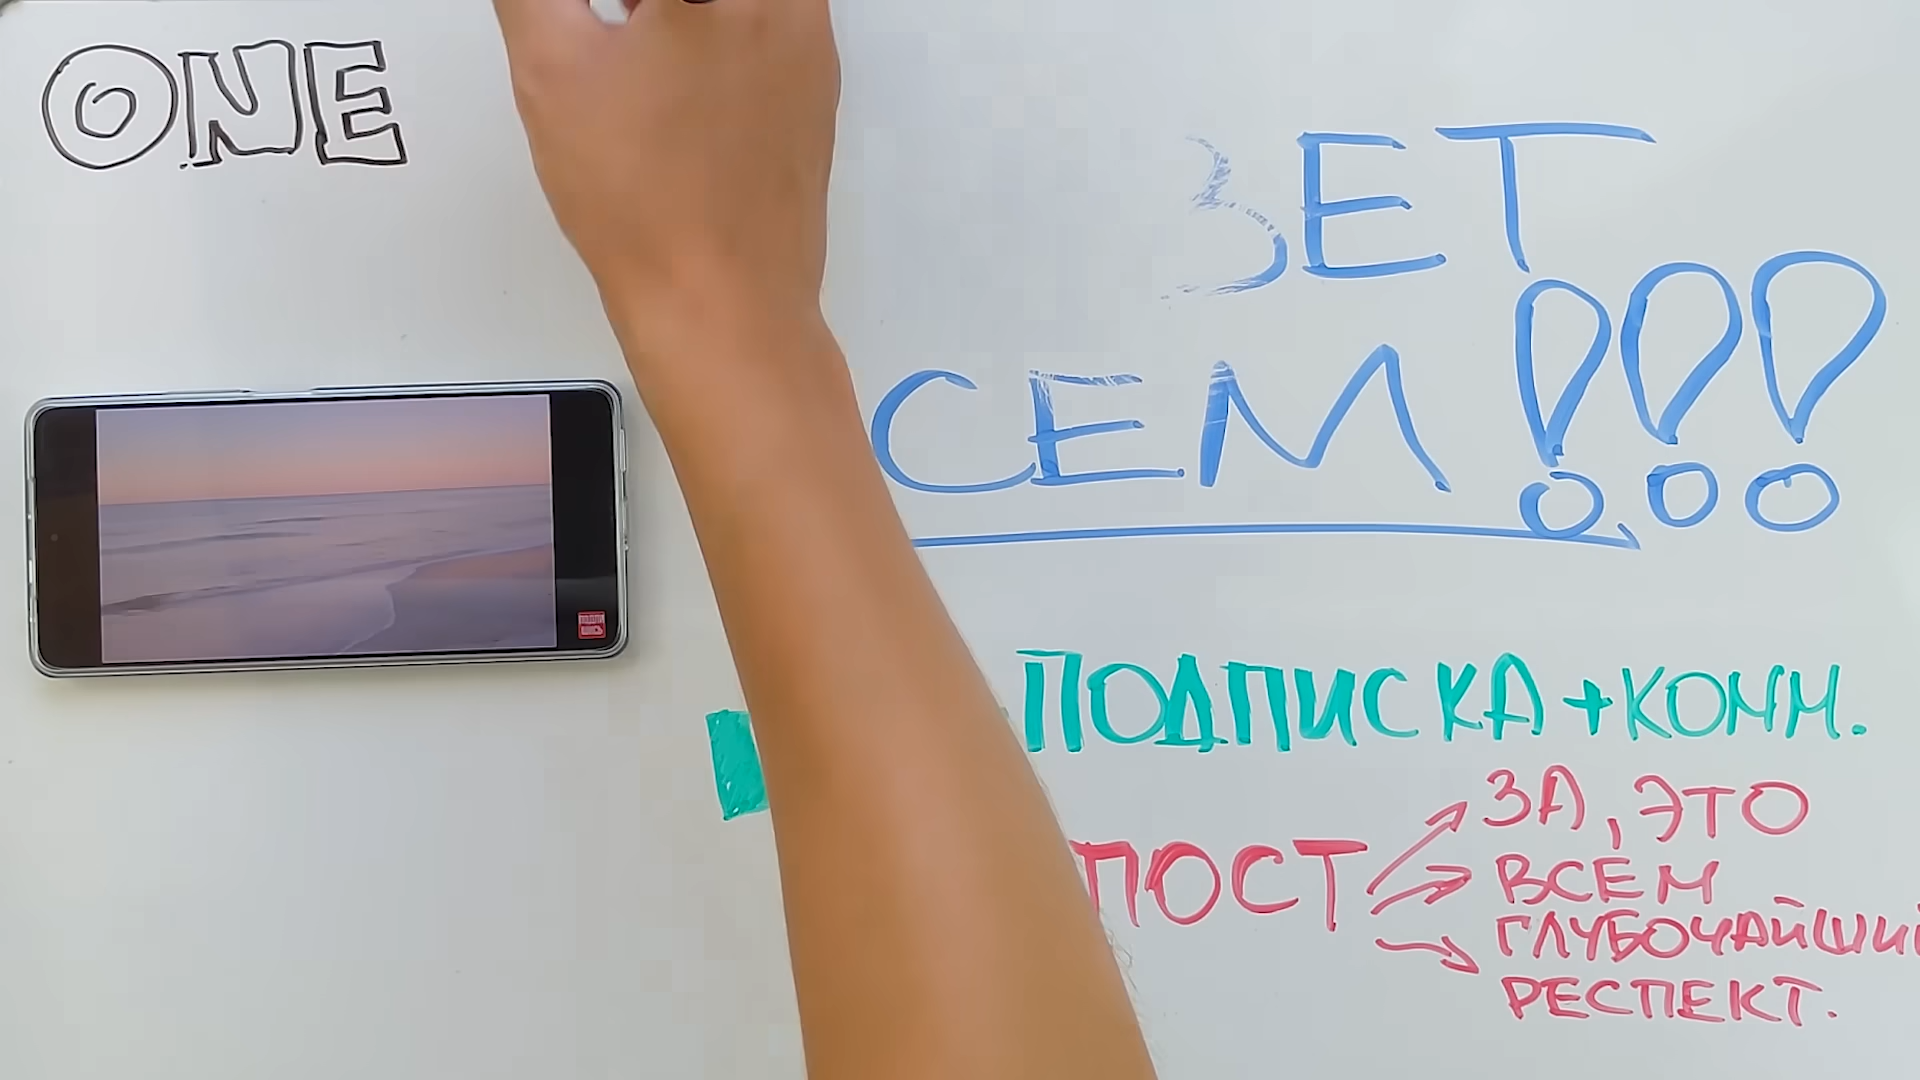 ONE
ЗЕТ
СЕМ!!!
ПОДПИСКА + КОММ.
ПОСТ
ЗА, ЭТО
ВСЕМ
ГЛУБОЧАЙШИЙ
РЕСПЕКТ.